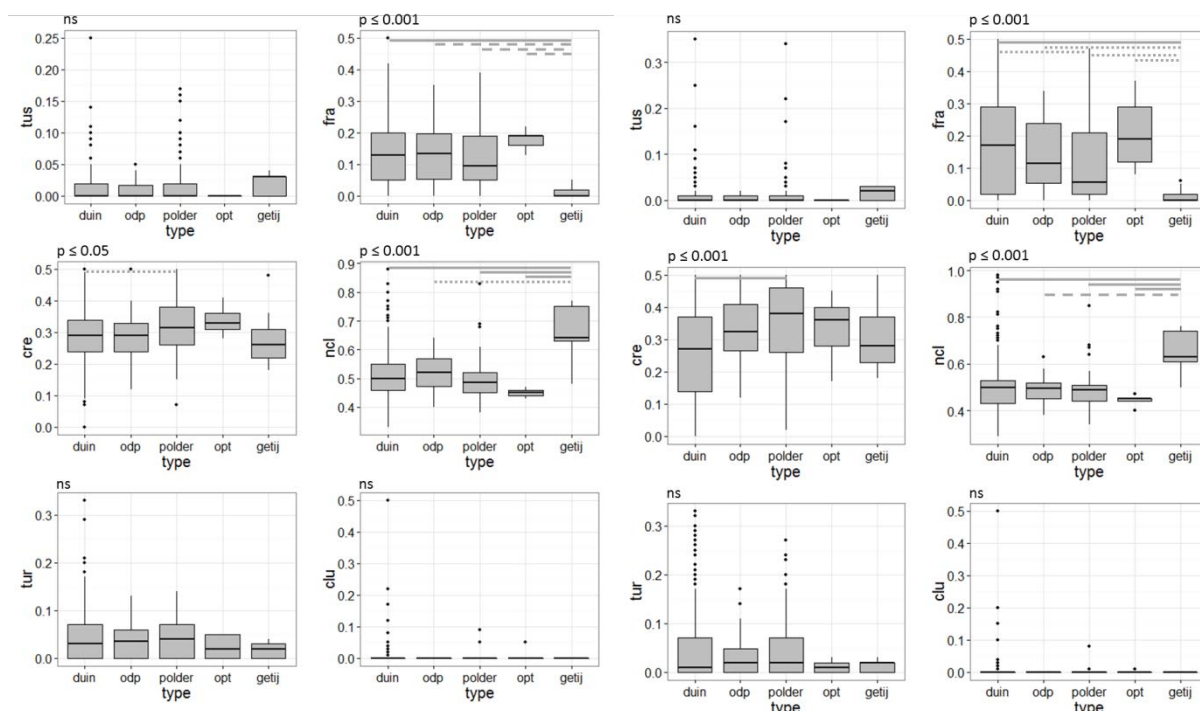 ns
tus
0.25
0.20
0.15
0.10
0.05
0.00
duin odp polder opt getij
type
p ≤ 0.001
fra
0.5
0.4
0.3
0.2
0.1
0.0
duin odp polder opt getij
type
ns
tus
0.3
0.2
0.1
0.0
duin odp polder opt getij
type
p ≤ 0.001
fra
0.5
0.4
0.3
0.2
0.1
0.0
duin odp polder opt getij
type
p ≤ 0.05
cre
0.5
0.4
0.3
0.2
0.1
0.0
duin odp polder opt getij
type
p ≤ 0.001
ncl
0.9
0.8
0.7
0.6
0.5
0.4
duin odp polder opt getij
type
p ≤ 0.001
cre
0.5
0.4
0.3
0.2
0.1
0.0
duin odp polder opt getij
type
p ≤ 0.001
ncl
1.0
0.8
0.6
0.4
duin odp polder opt getij
type
ns
tur
0.3
0.2
0.1
0.0
duin odp polder opt getij
type
ns
clu
0.5
0.4
0.3
0.2
0.1
0.0
duin odp polder opt getij
type
ns
tur
0.3
0.2
0.1
0.0
duin odp polder opt getij
type
ns
clu
0.5
0.4
0.3
0.2
0.1
0.0
duin odp polder opt getij
type